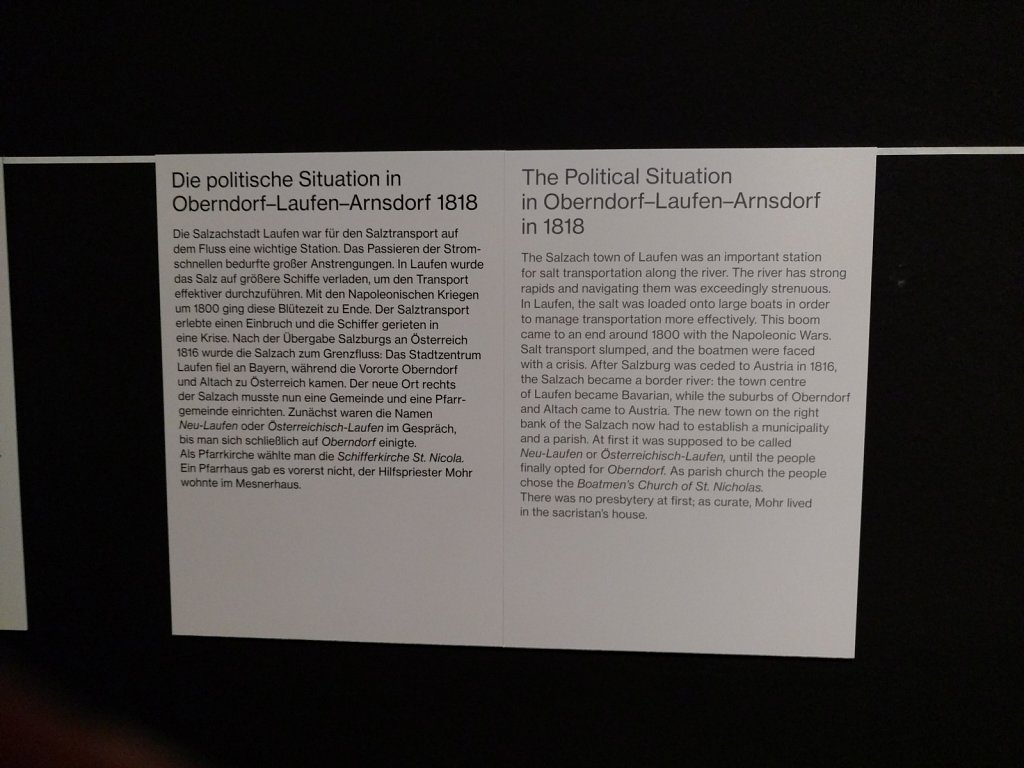 Die politische Situation in
Oberndorf–Laufen–Arnsdorf 1818
Die Salzachstadt Laufen war für den Salztransport auf
dem Fluss eine wichtige Station. Das Passieren der Strom-
schnellen bedurfte großer Anstrengungen. In Laufen wurde
das Salz auf größere Schiffe verladen, um den Transport
effektiver durchzuführen. Mit den Napoleonischen Kriegen
um 1800 ging diese Blütezeit zu Ende. Der Salztransport
erlebte einen Einbruch und die Schiffer gerieten in
eine Krise. Nach der Übergabe Salzburgs an Österreich
1816 wurde die Salzach zum Grenzfluss: Das Stadtzentrum
Laufen fiel an Bayern, während die Vororte Oberndorf
und Altach zu Österreich kamen. Der neue Ort rechts
der Salzach musste nun eine Gemeinde und eine Pfarr-
gemeinde einrichten. Zunächst waren die Namen
Neu-Laufen oder Österreichisch-Laufen im Gespräch,
bis man sich schließlich auf Oberndorf einigte.
Als Pfarrkirche wählte man die Schifferkirche St. Nicola.
Ein Pfarrhaus gab es vorerst nicht, der Hilfspriester Mohr
wohnte im Mesnerhaus.
The Political Situation
in Oberndorf–Laufen–Arnsdorf
in 1818
The Salzach town of Laufen was an important station
for salt transportation along the river. The river has strong
rapids and navigating them was exceedingly strenuous.
In Laufen, the salt was loaded onto large boats in order
to manage transportation more effectively. This boom
came to an end around 1800 with the Napoleonic Wars.
Salt transport slumped, and the boatmen were faced
with a crisis. After Salzburg was ceded to Austria in 1816,
the Salzach became a border river: the town centre
of Laufen became Bavarian, while the suburbs of Oberndorf
and Altach came to Austria. The new town on the right
bank of the Salzach now had to establish a municipality
and a parish. At first it was supposed to be called
Neu-Laufen or Österreichisch-Laufen, until the people
finally opted for Oberndorf. As parish church the people
chose the Boatmen's Church of St. Nicholas.
There was no presbytery at first; as curate, Mohr lived
in the sacristan's house.